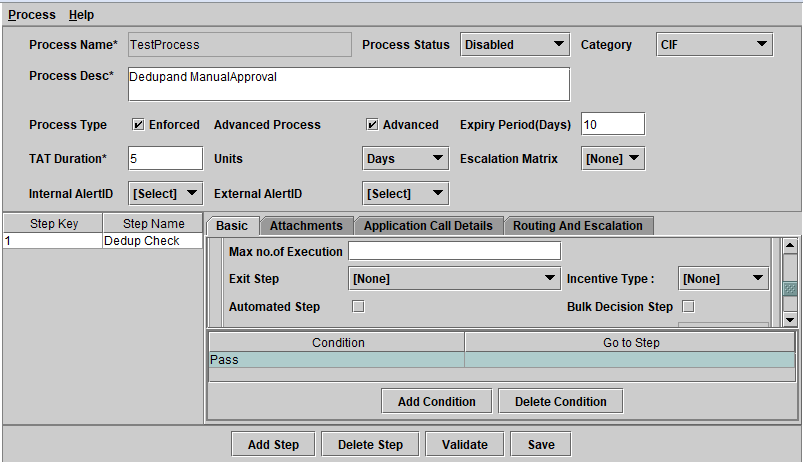 Process Help
Process Name* TestProcess Process Status Disabled Category CIF
Process Desc* Dedupand ManualApproval
Process Type Enforced Advanced Process Advanced Expiry Period(Days) 10
TAT Duration* 5 Units Days Escalation Matrix [None]
Internal AlertID [Select] External AlertID [Select]
Step Key Step Name
1 Dedup Check
Basic Attachments Application Call Details Routing And Escalation
Max no.of Execution
Exit Step [None] Incentive Type : [None]
Automated Step Bulk Decision Step
Condition Go to Step
Pass
Add Condition Delete Condition
Add Step Delete Step Validate Save